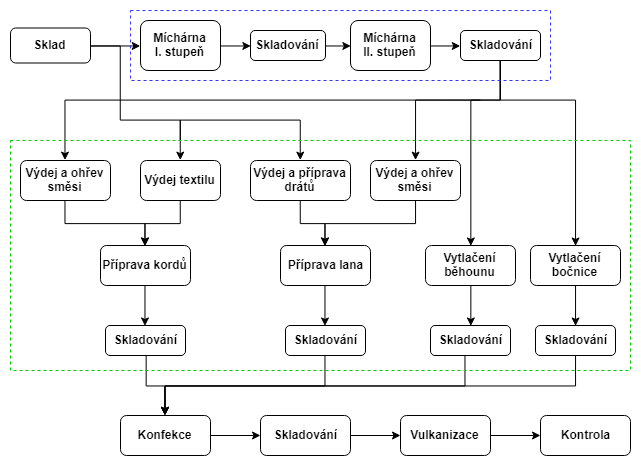 Sklad
Míchárna
I. stupeň
Skladování
Míchárna
II. stupeň
Skladování
Výdej a ohřev
směsi
Výdej textilu
Výdej a příprava
drátů
Výdej a ohřev
směsi
Příprava kordů
Příprava lana
Vytlačení
běhounu
Vytlačení
bočnice
Skladování
Skladování
Skladování
Skladování
Konfekce
Skladování
Vulkanizace
Kontrola